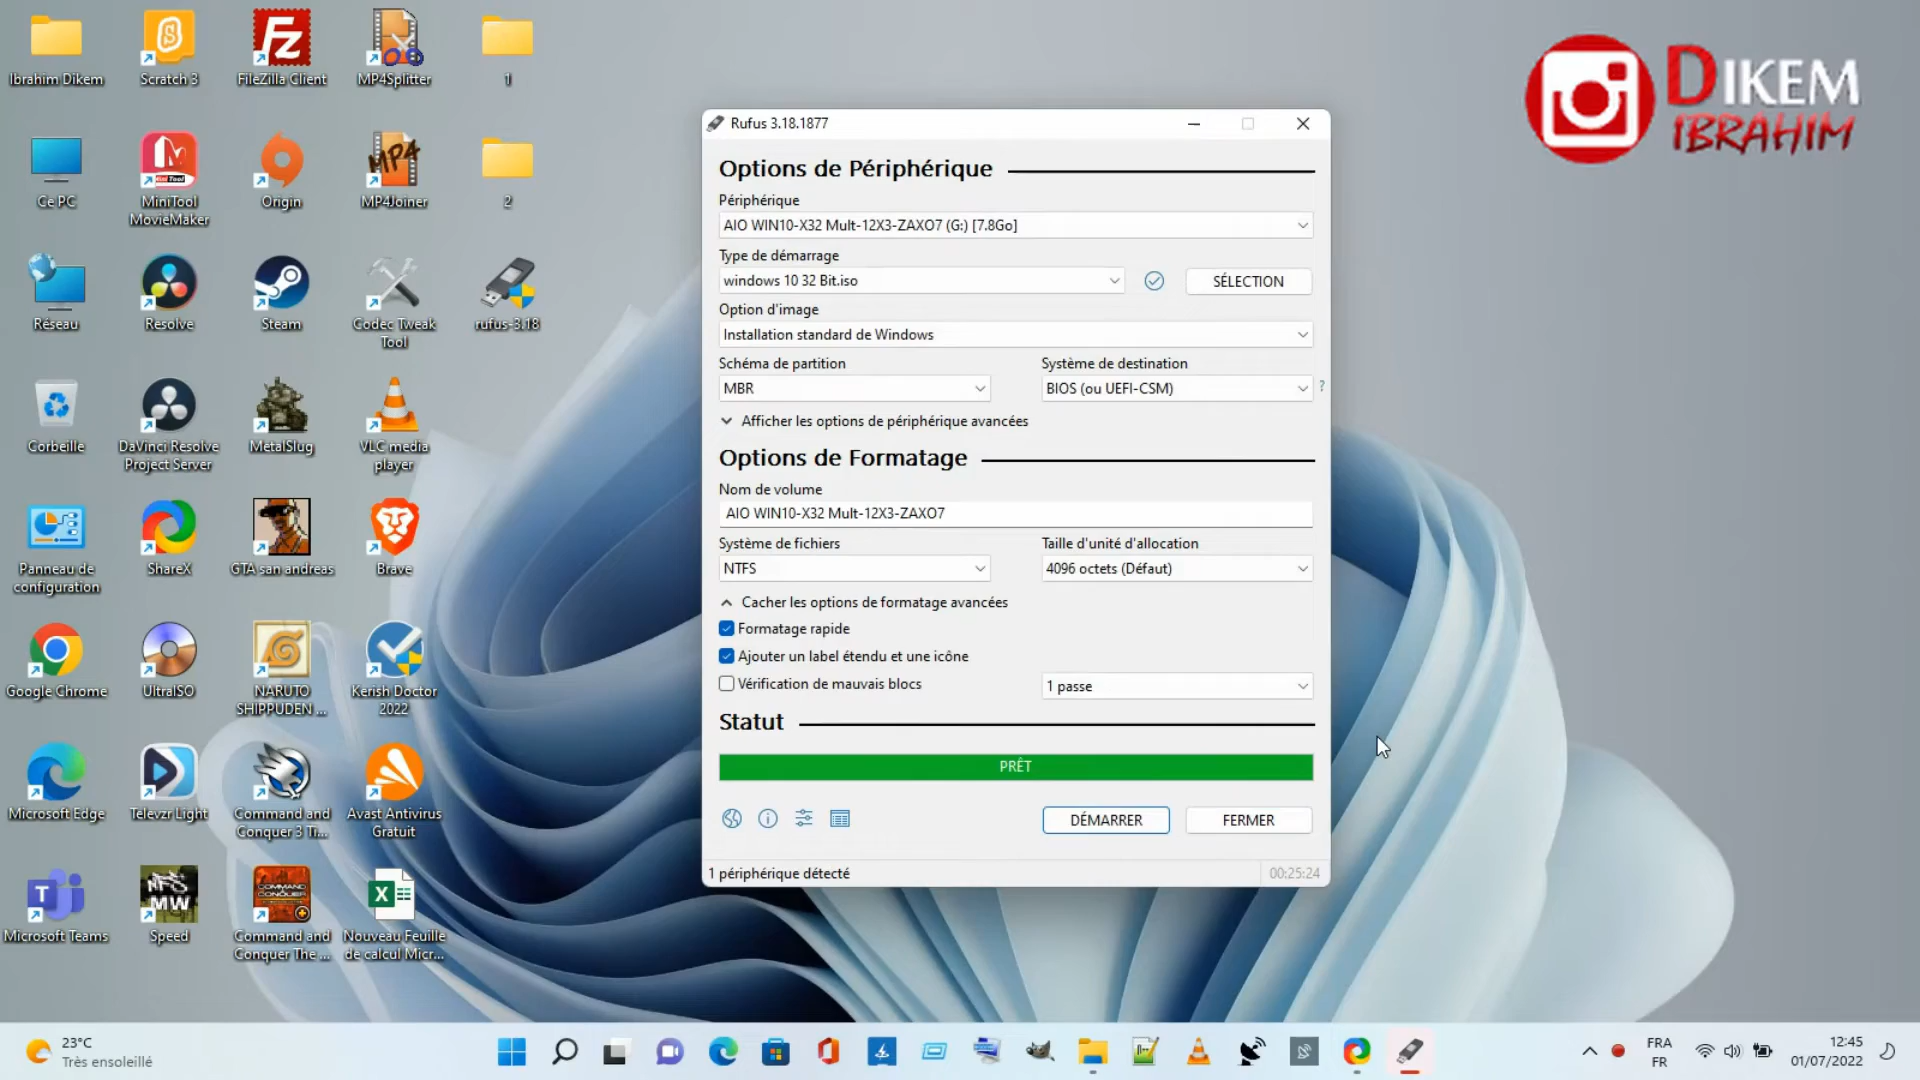 Ibrahim Dikem
Scratch 3
FileZilla Client
MP4Splitter
1
Ce PC
MiniTool
MovieMaker
Origin
MP4
MP4Joiner
2
Réseau
Resolve
Steam
Codec Tweak
Tool
rufus-3.18
Corbeille
DaVinci Resolve
Project Server
MetalSlug
VLC media
player
Panneau de
configuration
ShareX
GTA san andreas
Brave
Google Chrome
UltraISO
NARUTO
SHIPPUDEN ...
Kerish Doctor
2022
Microsoft Edge
Televzr Light
Command and
Conquer 3 Ti...
Avast Antivirus
Gratuit
Microsoft Teams
Speed
Command and
Conquer The ...
Nouveau Feuille
de calcul Micr...
DIKEM
IBRAHIM
Rufus 3.18.1877
Options de Périphérique
Périphérique
AIO WIN10-X32 Mult-12X3-ZAXO7 (G:) [7.8Go]
Type de démarrage
windows 10 32 Bit.iso
SÉLECTION
Option d'image
Installation standard de Windows
Schéma de partition
Système de destination
MBR
BIOS (ou UEFI-CSM)
?
Afficher les options de périphérique avancées
Options de Formatage
Nom de volume
AIO WIN10-X32 Mult-12X3-ZAXO7
Système de fichiers
Taille d'unité d'allocation
NTFS
4096 octets (Défaut)
Cacher les options de formatage avancées
Formatage rapide
Ajouter un label étendu et une icône
Vérification de mauvais blocs
1 passe
Statut
PRÊT
DÉMARRER
FERMER
1 périphérique détecté
00:25:24
23°C
Très ensoleillé
FRA
FR
12:45
01/07/2022